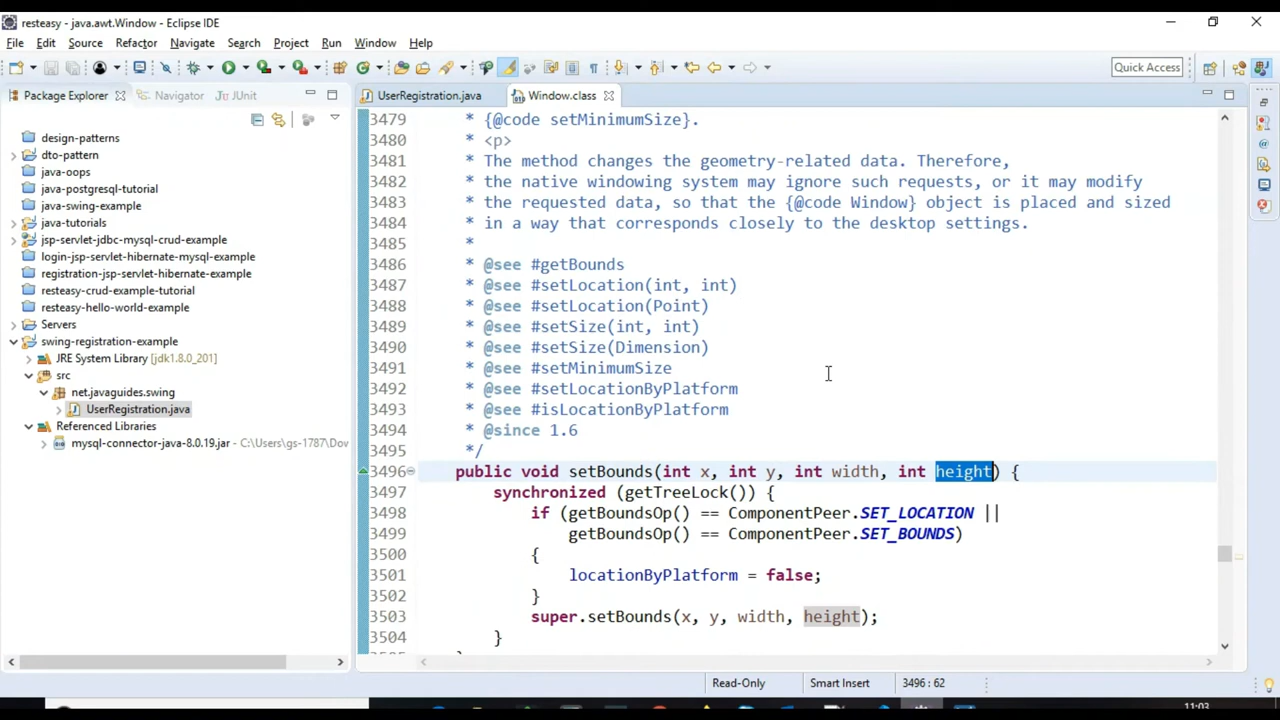 resteasy - java.awt.Window - Eclipse IDE
File Edit Source Refactor Navigate Search Project Run Window Help
Quick Access
Package Explorer Navigator JUnit
design-patterns
dto-pattern
java-oops
java-postgresql-tutorial
java-swing-example
java-tutorials
jsp-servlet-jdbc-mysql-crud-example
login-jsp-servlet-hibernate-mysql-example
registration-jsp-servlet-hibernate-example
resteasy-crud-example-tutorial
resteasy-hello-world-example
Servers
swing-registration-example
JRE System Library [jdk1.8.0_201]
src
net.javaguides.swing
UserRegistration.java
Referenced Libraries
mysql-connector-java-8.0.19.jar - C:\Users\gs-1787\Dov
UserRegistration.java Window.class
3479 * {@code setMinimumSize}.
3480 * <p>
3481 * The method changes the geometry-related data. Therefore,
3482 * the native windowing system may ignore such requests, or it may modify
3483 * the requested data, so that the {@code Window} object is placed and sized
3484 * in a way that corresponds closely to the desktop settings.
3485 *
3486 * @see #getBounds
3487 * @see #setLocation(int, int)
3488 * @see #setLocation(Point)
3489 * @see #setSize(int, int)
3490 * @see #setSize(Dimension)
3491 * @see #setMinimumSize
3492 * @see #setLocationByPlatform
3493 * @see #isLocationByPlatform
3494 * @since 1.6
3495 */
3496 public void setBounds(int x, int y, int width, int height) {
3497 synchronized (getTreeLock()) {
3498 if (getBoundsOp() == ComponentPeer.SET_LOCATION ||
3499 getBoundsOp() == ComponentPeer.SET_BOUNDS)
3500 {
3501 locationByPlatform = false;
3502 }
3503 super.setBounds(x, y, width, height);
3504 }
Read-Only Smart Insert 3496 : 62
11:03